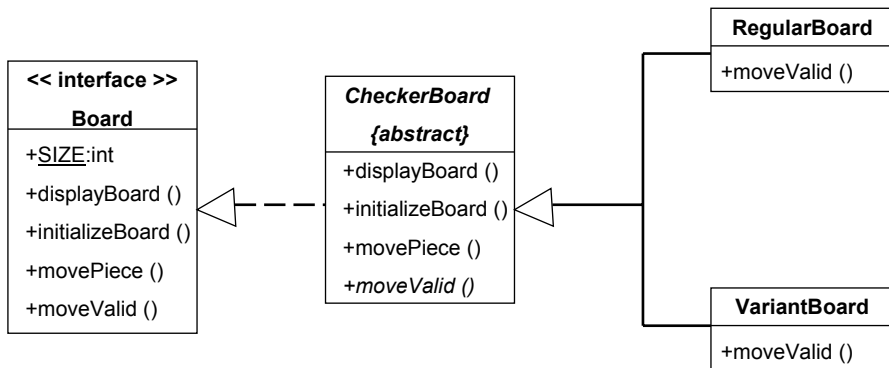 << interface >>
Board
+SIZE:int
+displayBoard ()
+initializeBoard ()
+movePiece ()
+moveValid ()
CheckerBoard
{abstract}
+displayBoard ()
+initializeBoard ()
+movePiece ()
+moveValid ()
RegularBoard
+moveValid ()
VariantBoard
+moveValid ()